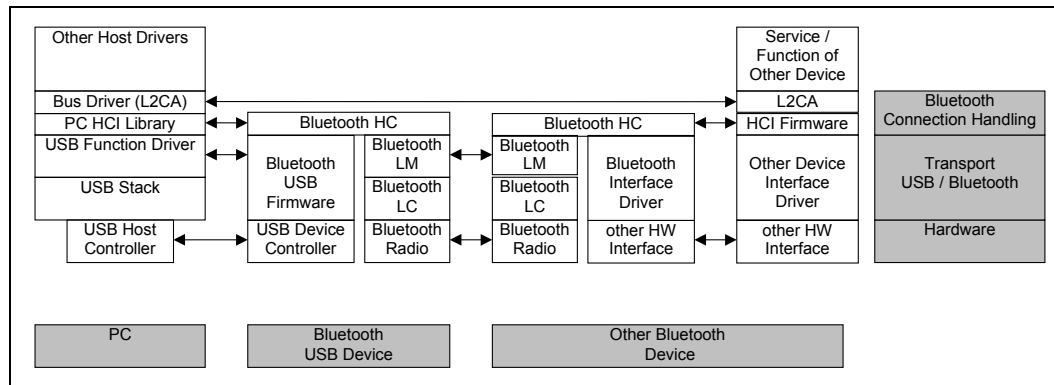 Other Host Drivers
Bus Driver (L2CA)
PC HCI Library
USB Function Driver
USB Stack
USB Host
Controller
Bluetooth HC
Bluetooth
USB
Firmware
USB Device
Controller
Bluetooth
LM
Bluetooth
LC
Bluetooth
Radio
Bluetooth HC
Bluetooth
LM
Bluetooth
LC
Bluetooth
Radio
Bluetooth
Interface
Driver
other HW
Interface
Service /
Function of
Other Device
L2CA
HCI Firmware
Other Device
Interface
Driver
other HW
Interface
Bluetooth
Connection Handling
Transport
USB / Bluetooth
Hardware
PC
Bluetooth
USB Device
Other Bluetooth
Device